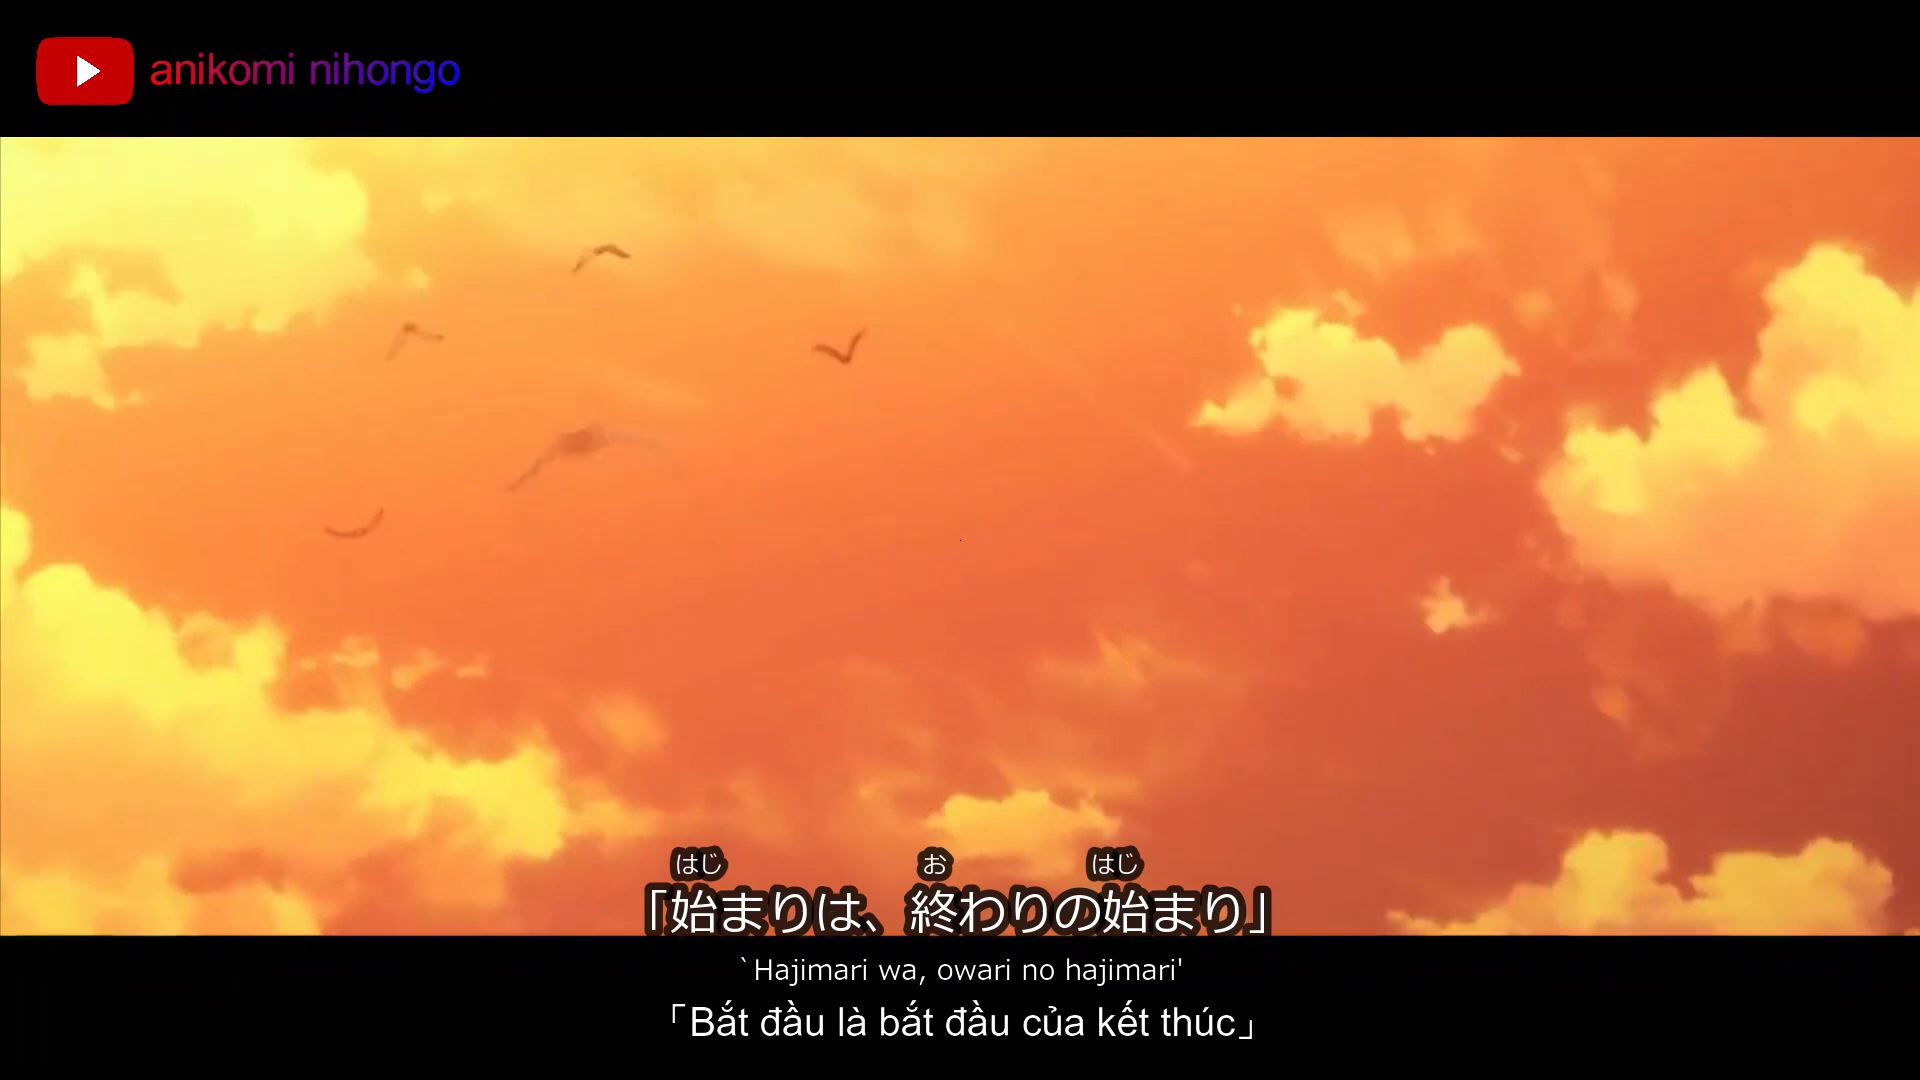 anikomi nihongo
はじ お はじ
「始まりは、終わりの始まり」
`Hajimari wa, owari no hajimari'
「Bắt đầu là bắt đầu của kết thúc」